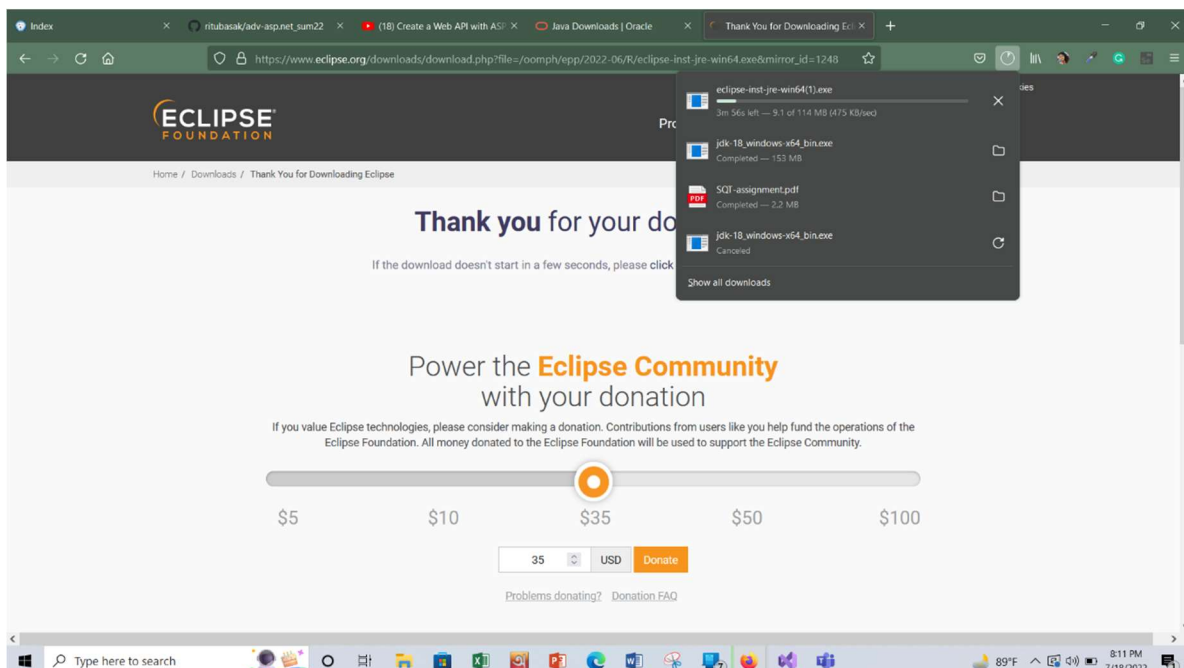 Index
ritubasak/adv-asp.net_sum22
(18) Create a Web API with ASP
Java Downloads | Oracle
Thank You for Downloading Ecl
https://www.eclipse.org/downloads/download.php?file=/oomph/epp/2022-06/R/eclipse-inst-jre-win64.exe&mirror_id=1248
eclipse-inst-jre-win64(1).exe
3m 56s left — 9.1 of 114 MB (475 KB/sec)
jdk-18_windows-x64_bin.exe
Completed — 153 MB
PDF
SQT-assignment.pdf
Completed — 2.2 MB
jdk-18_windows-x64_bin.exe
Canceled
Show all downloads
ECLIPSE
FOUNDATION
Pro
ies
Home / Downloads / Thank You for Downloading Eclipse
Thank you for your do
If the download doesn't start in a few seconds, please click
Power the Eclipse Community
with your donation
If you value Eclipse technologies, please consider making a donation. Contributions from users like you help fund the operations of the
Eclipse Foundation. All money donated to the Eclipse Foundation will be used to support the Eclipse Community.
$5 $10 $35 $50 $100
35 USD Donate
Problems donating? Donation FAQ
Type here to search
89°F
8:11 PM
7/18/2022